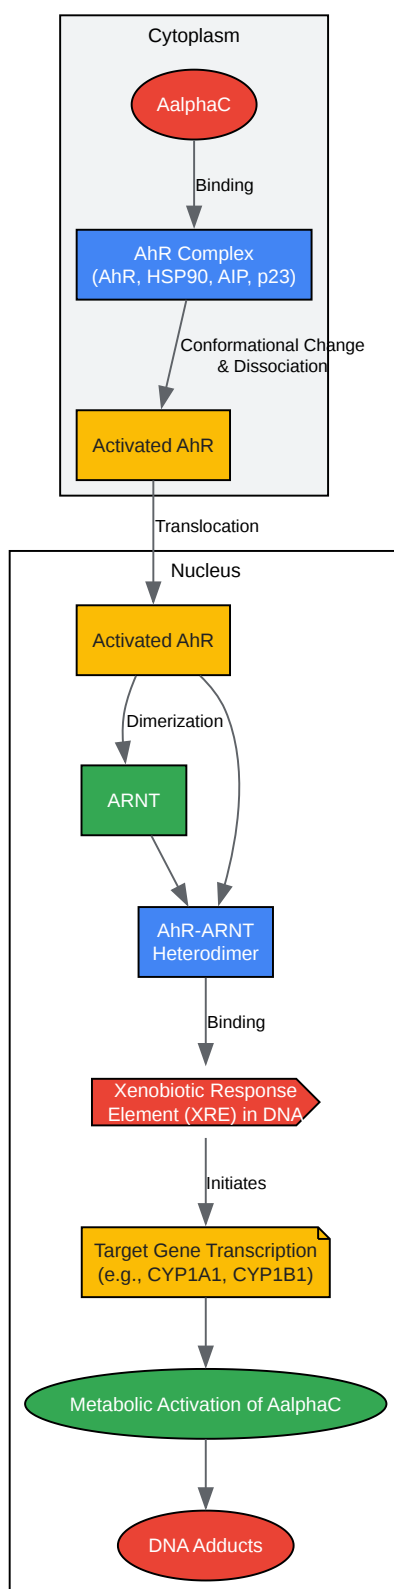 Cytoplasm
AalphaC
Binding
AhR Complex
(AhR, HSP90, AIP, p23)
Conformational Change
& Dissociation
Activated AhR
Translocation
Nucleus
Activated AhR
Dimerization
ARNT
AhR-ARNT
Heterodimer
Binding
Xenobiotic Response
Element (XRE) in DNA
Initiates
Target Gene Transcription
(e.g., CYP1A1, CYP1B1)
Metabolic Activation of AalphaC
DNA Adducts